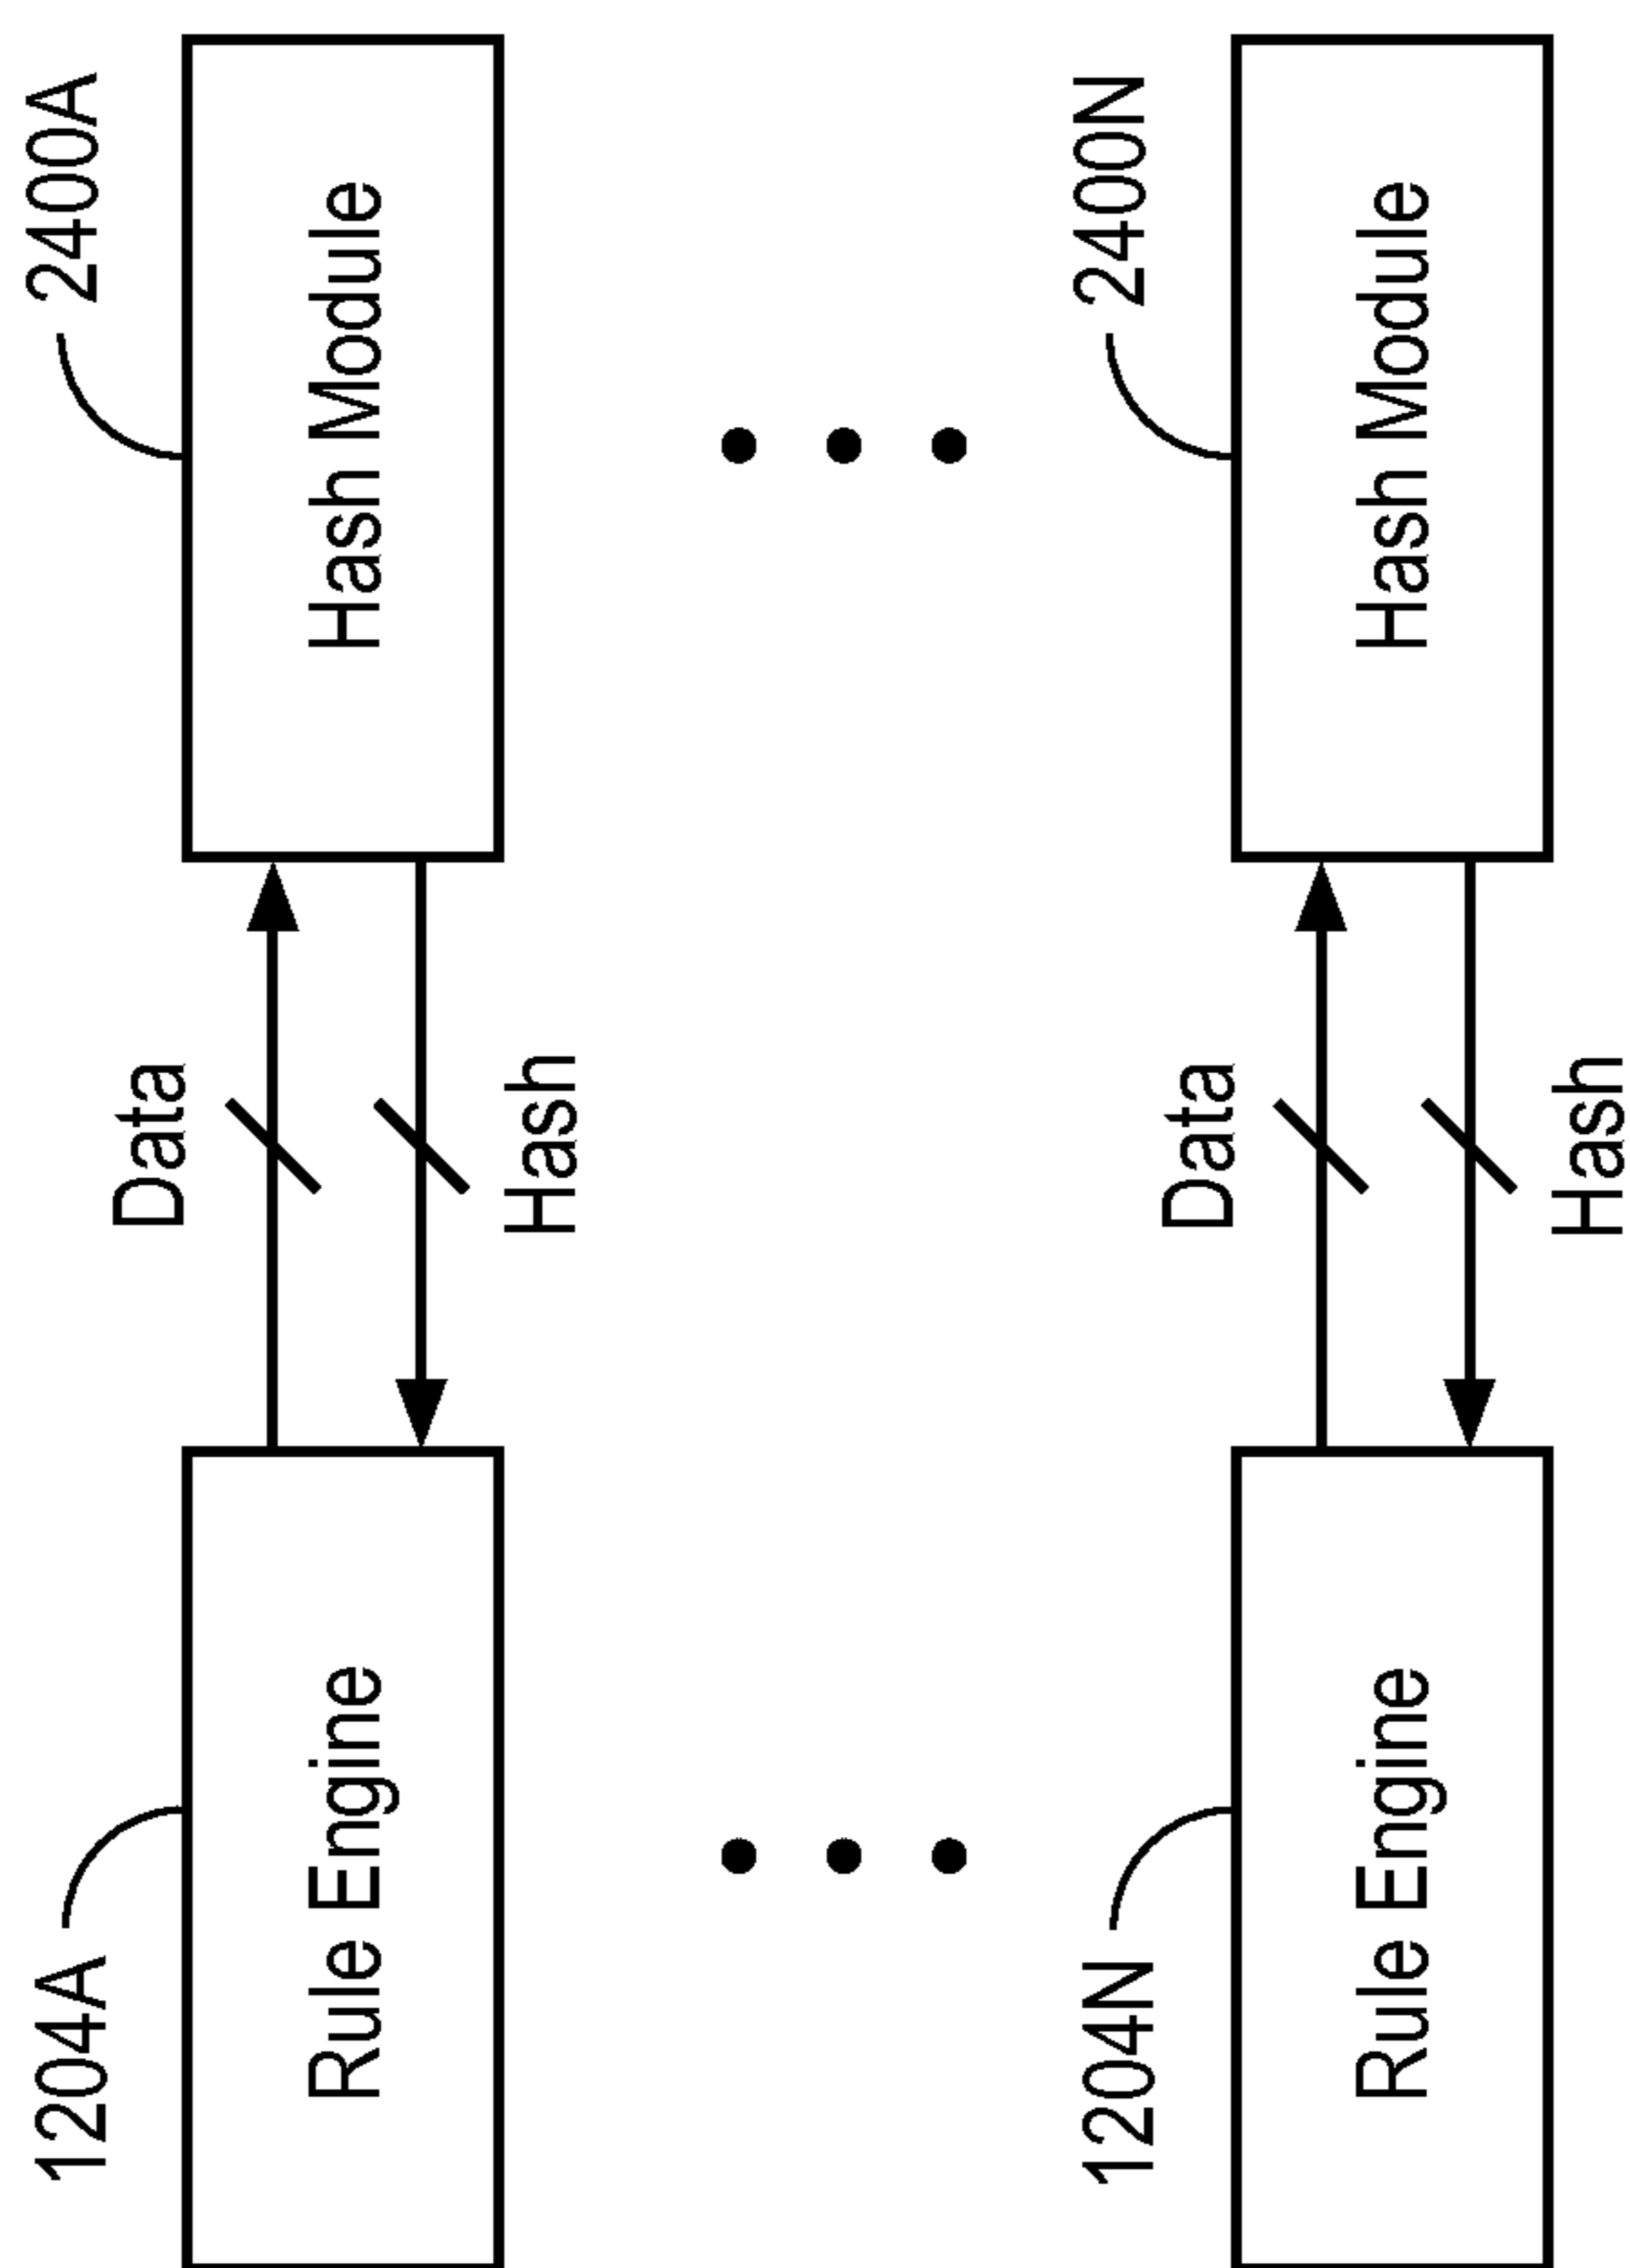 1204A
2400A
Rule Engine
Data
Hash
Hash Module
1204N
2400N
Rule Engine
Data
Hash
Hash Module